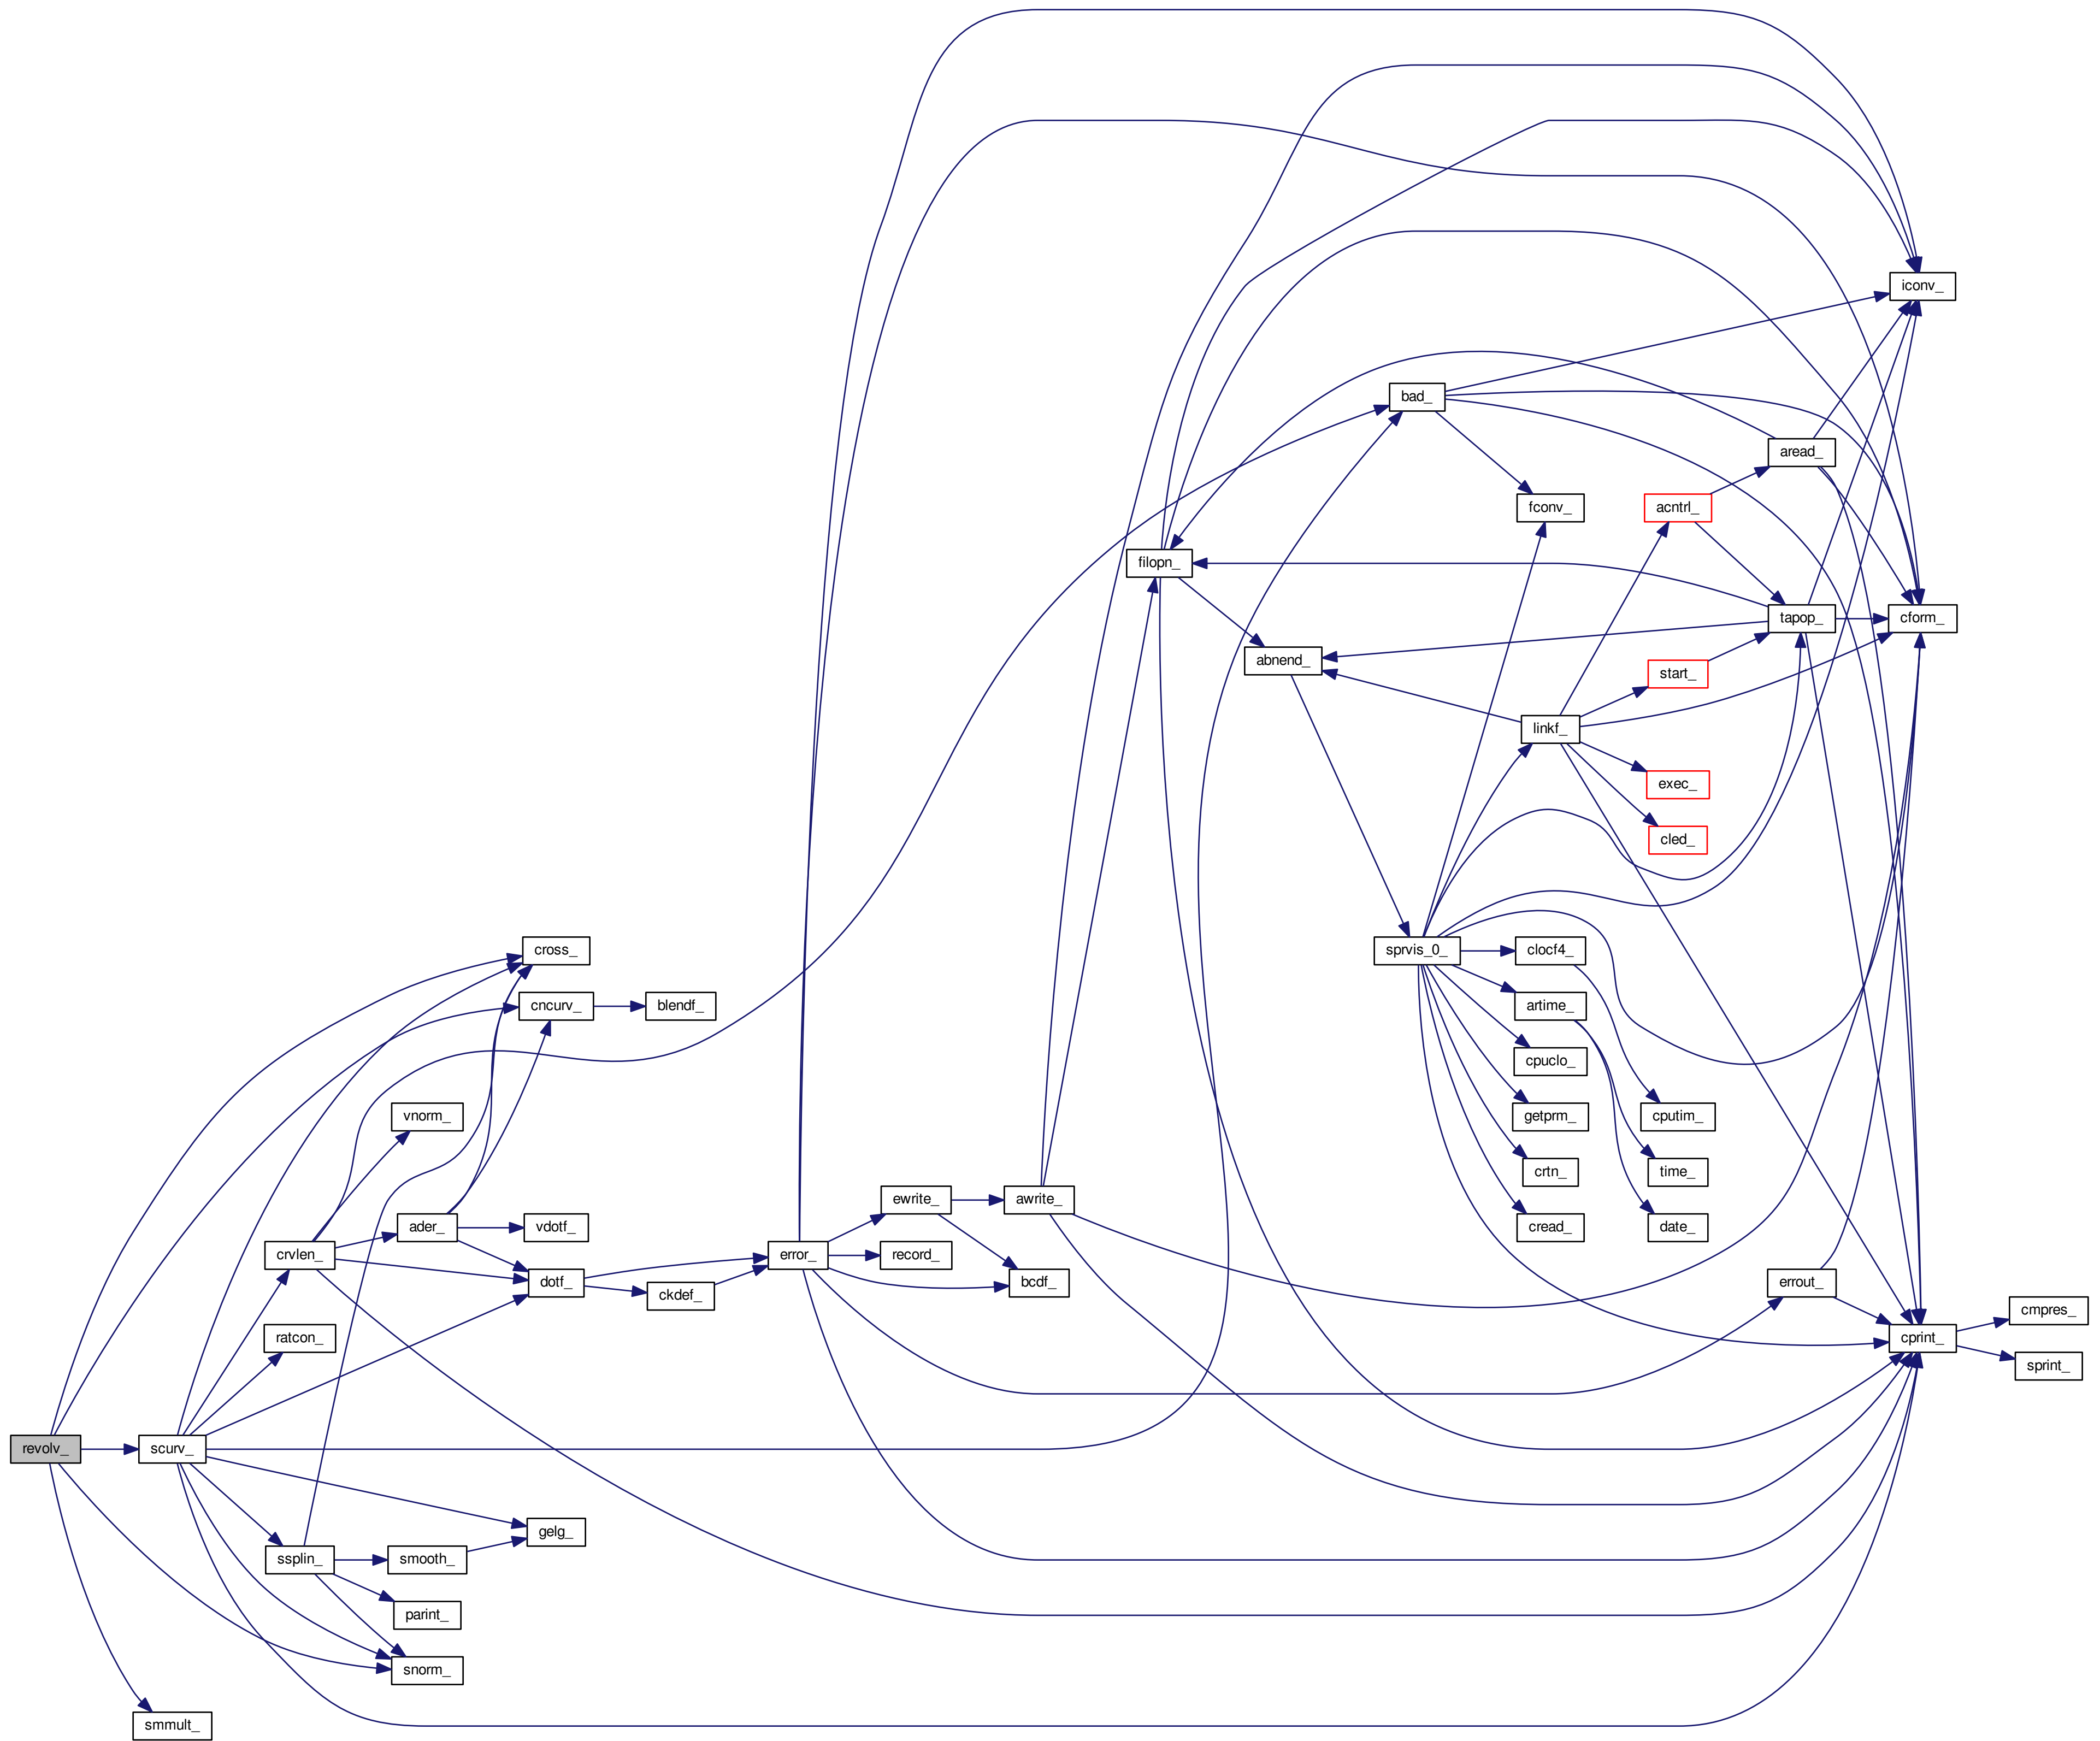 iconv_
bad_
aread_
fconv_
acntrl_
filopn_
tapop_
cform_
abnend_
start_
linkf_
exec_
cled_
cross_
sprvis_0_
clocf4_
cncurv_
blendf_
artime_
cpuclo_
vnorm_
getprm_
cputim_
crtn_
time_
ewrite_
awrite_
ader_
vdotf_
cread_
date_
crvlen_
error_
record_
dotf_
ckdef_
bcdf_
errout_
cmpres_
ratcon_
cprint_
sprint_
revolv_
scurv_
gelg_
ssplin_
smooth_
parint_
snorm_
smmult_